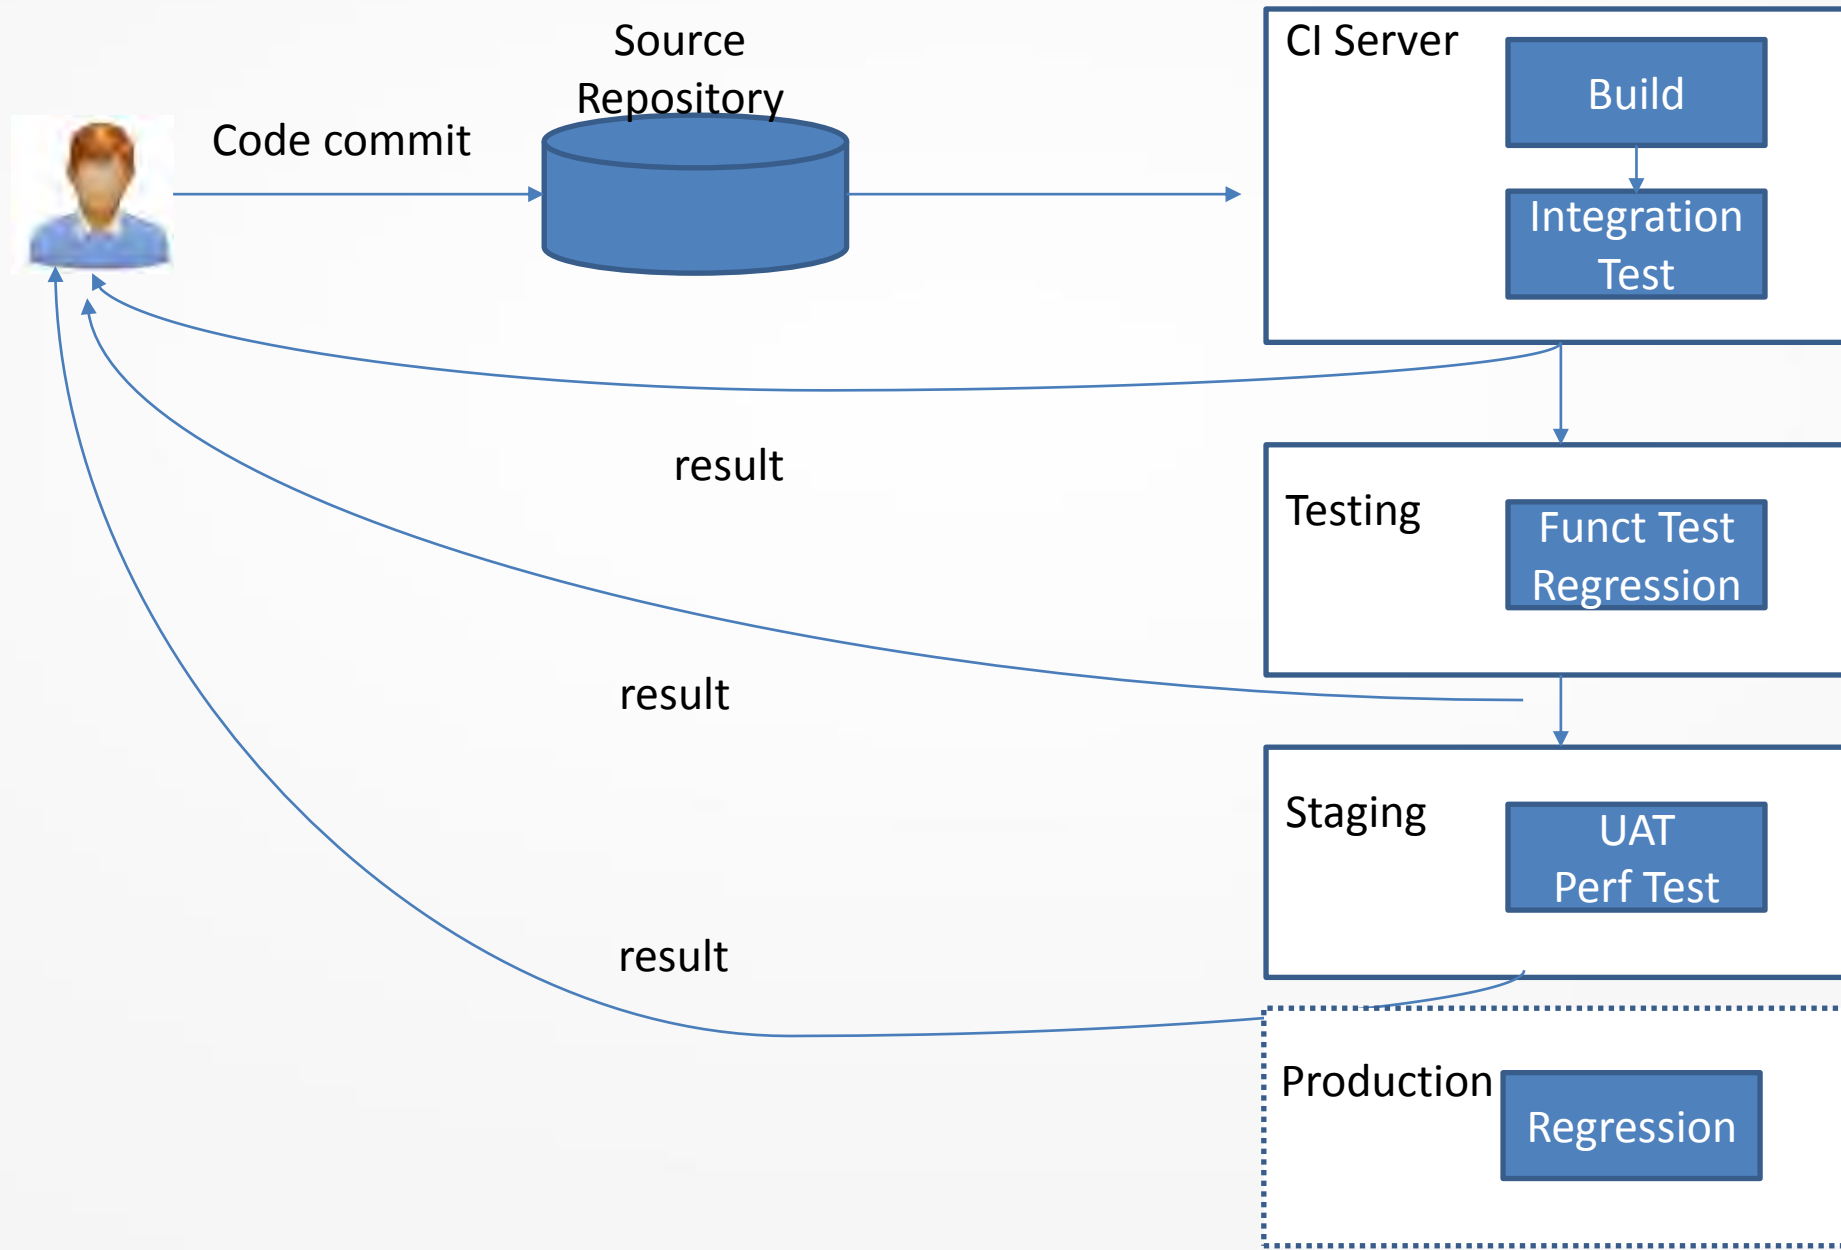 Source
Repository
Code commit
CI Server
Build
Integration
Test
result
Testing
Funct Test
Regression
result
Staging
UAT
Perf Test
result
Production
Regression